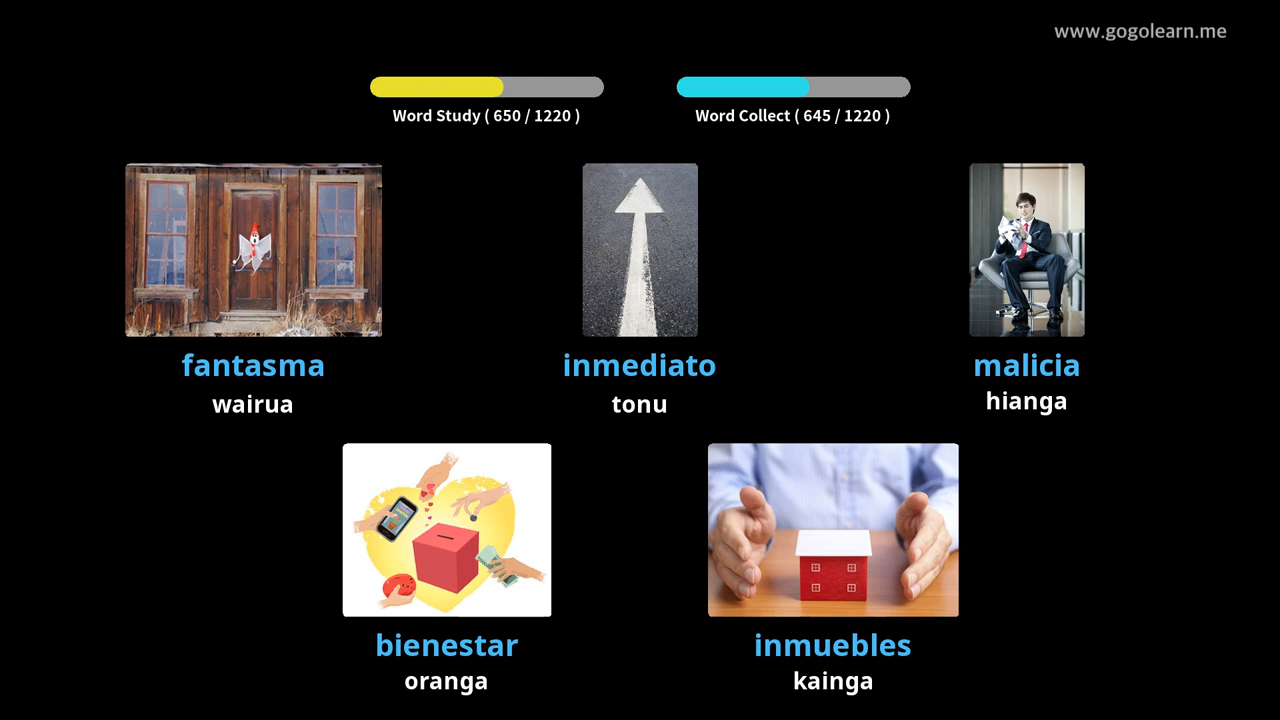 www.gogolearn.me
Word Study ( 650 / 1220 )
Word Collect ( 645 / 1220 )
fantasma
wairua
inmediato
tonu
malicia
hianga
bienestar
oranga
inmuebles
kainga